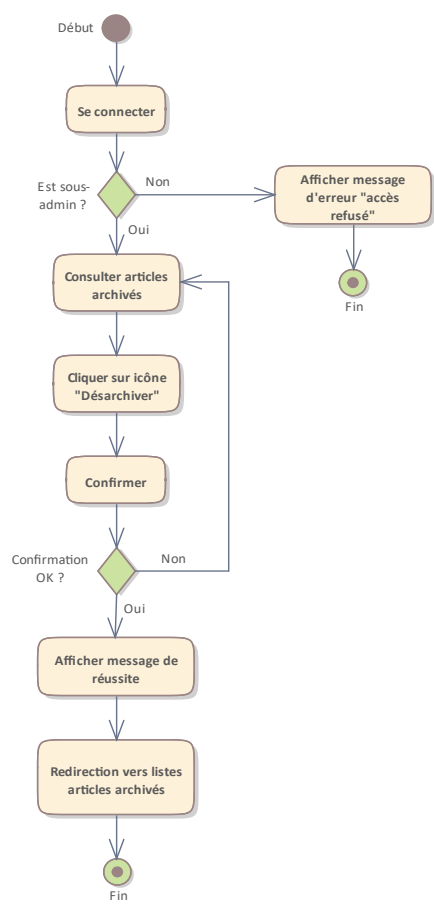 Début
Se connecter
Est sous-
admin ?
Non
Afficher message
d'erreur "accès
refusé"
Oui
Fin
Consulter articles
archivés
Cliquer sur icône
"Désarchiver"
Confirmer
Confirmation
OK ?
Non
Oui
Afficher message de
réussite
Redirection vers listes
articles archivés
Fin